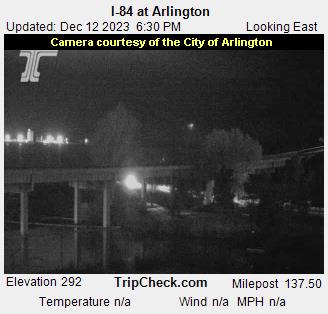 I-84 at Arlington
Updated: Dec 12 2023 6:30 PM Looking East
Camera courtesy of the City of Arlington
Elevation 292 TripCheck.com Milepost 137.50
Temperature n/a Wind n/a MPH n/a